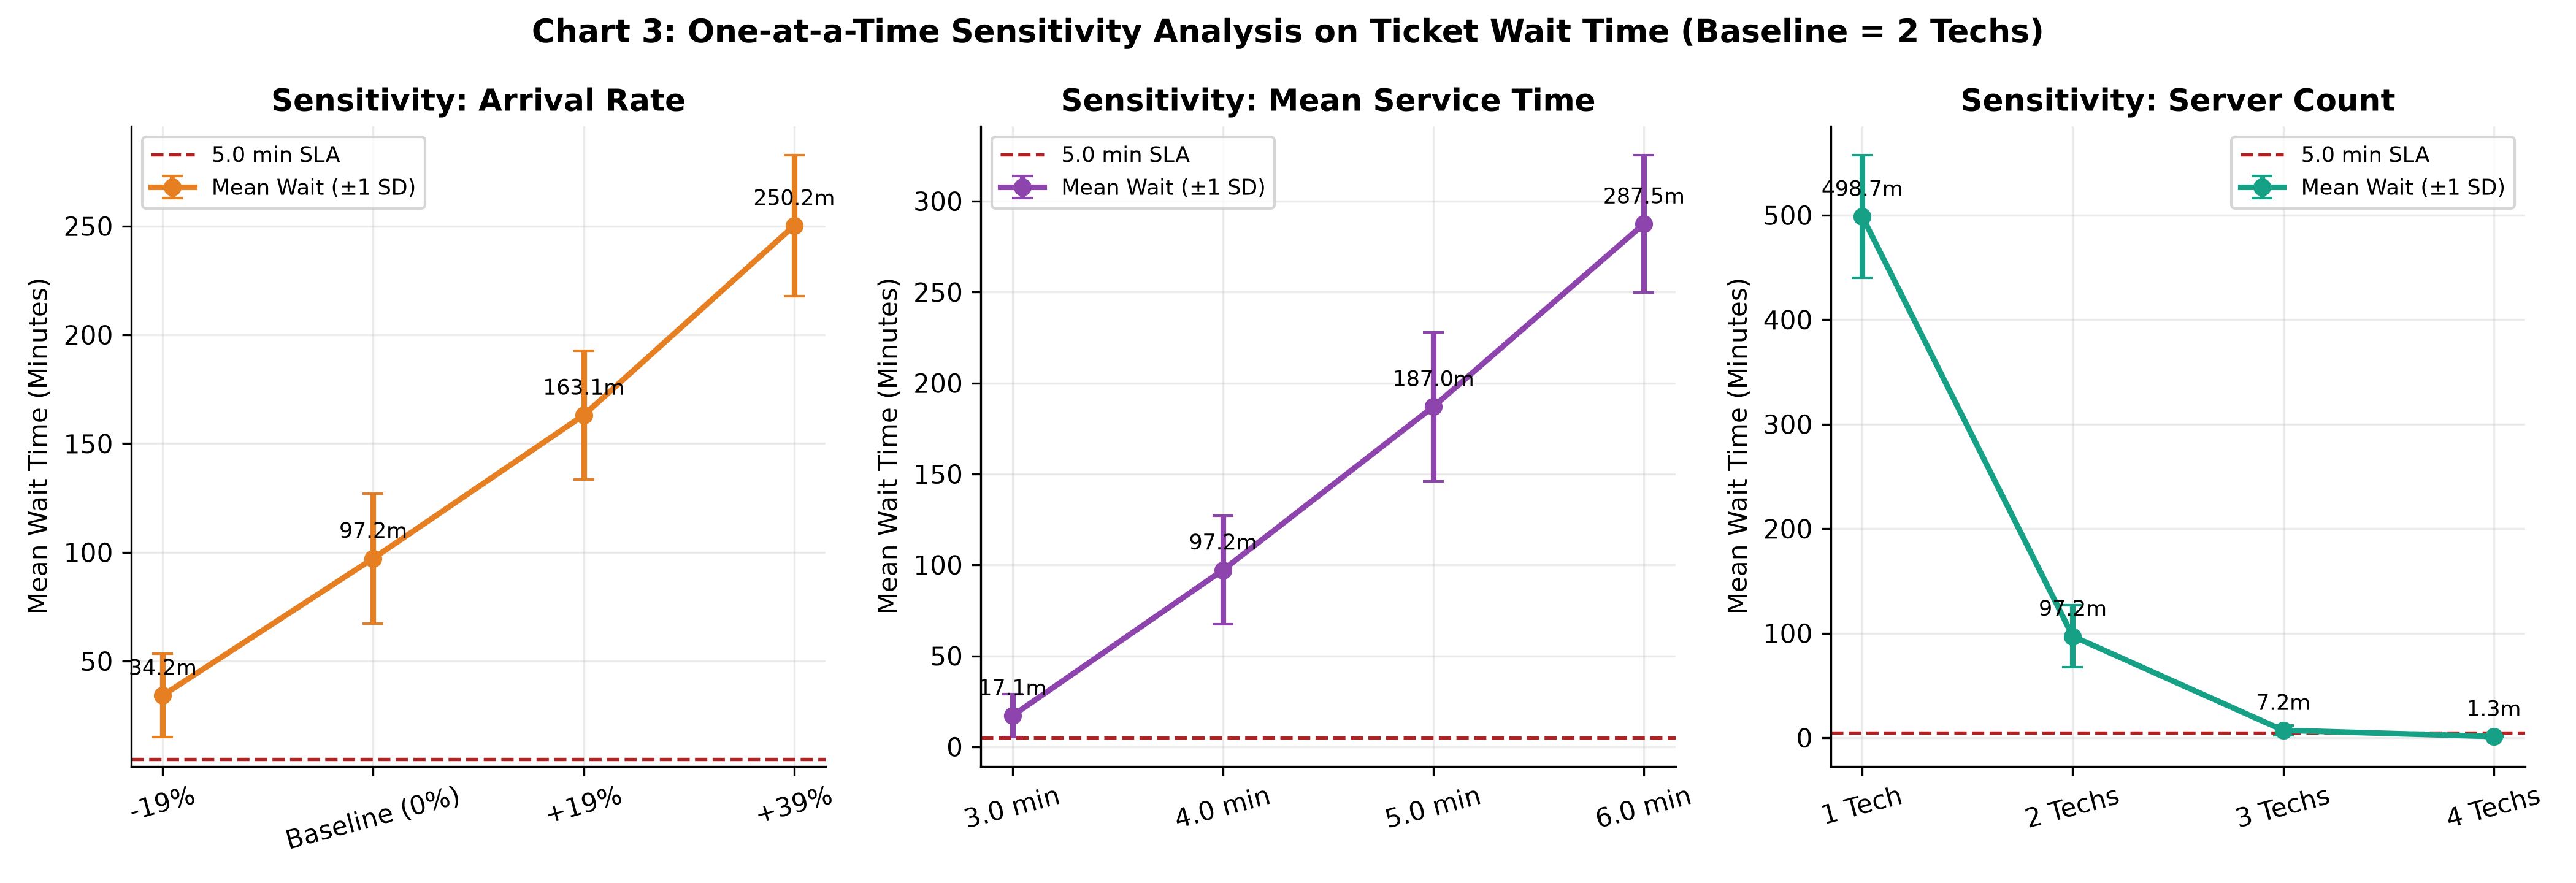 Chart 3: One-at-a-Time Sensitivity Analysis on Ticket Wait Time (Baseline = 2 Techs)
Sensitivity: Arrival Rate
5.0 min SLA
Mean Wait (±1 SD)
Mean Wait Time (Minutes)
250
200
150
100
50
34.2m
97.2m
163.1m
250.2m
-19%
Baseline (0%)
+19%
+39%
Sensitivity: Mean Service Time
5.0 min SLA
Mean Wait (±1 SD)
Mean Wait Time (Minutes)
300
250
200
150
100
50
0
17.1m
97.2m
187.0m
287.5m
3.0 min
4.0 min
5.0 min
6.0 min
Sensitivity: Server Count
5.0 min SLA
Mean Wait (±1 SD)
Mean Wait Time (Minutes)
500
400
300
200
100
0
498.7m
97.2m
7.2m
1.3m
1 Tech
2 Techs
3 Techs
4 Techs